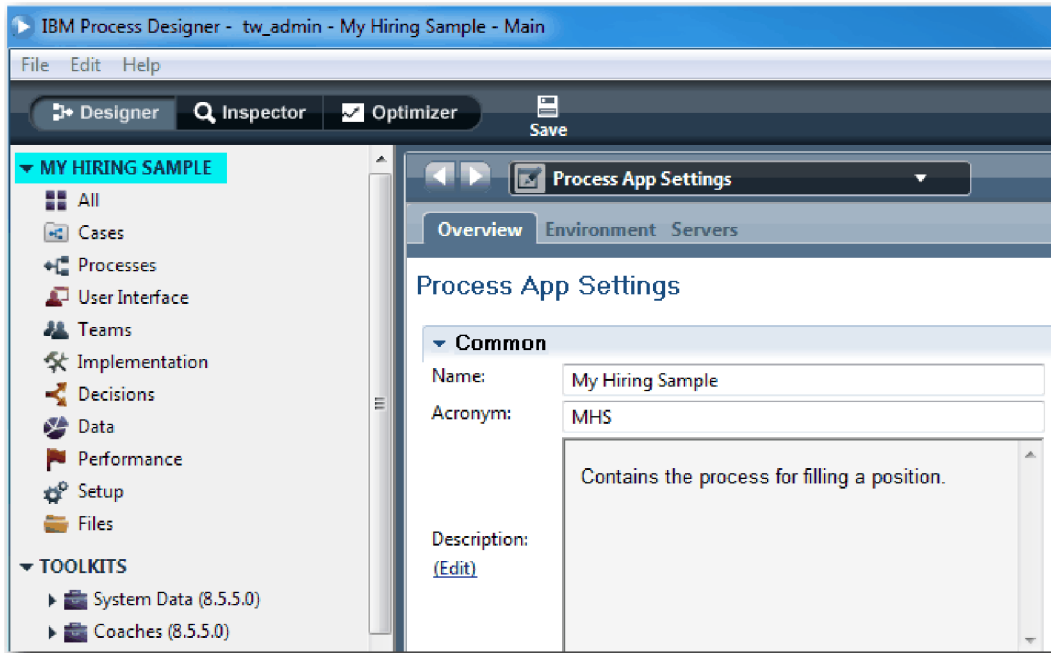 IBM Process Designer - tw_admin - My Hiring Sample - Main
File Edit Help
Designer Inspector Optimizer
Save
MY HIRING SAMPLE
All
Cases
Processes
User Interface
Teams
Implementation
Decisions
Data
Performance
Setup
Files
TOOLKITS
System Data (8.5.5.0)
Coaches (8.5.5.0)
Process App Settings
Overview Environment Servers
Process App Settings
Common
Name: My Hiring Sample
Acronym: MHS
Contains the process for filling a position.
Description:
(Edit)